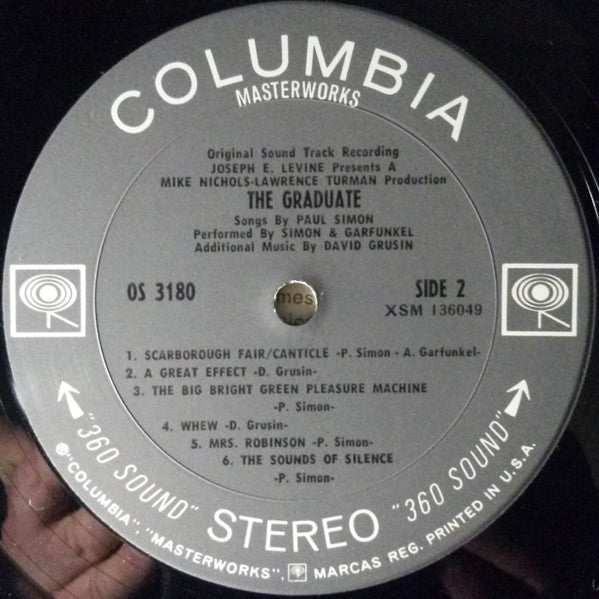 COLUMBIA
MASTERWORKS
Original Sound Track Recording
JOSEPH E. LEVINE Presents A
MIKE NICHOLS-LAWRENCE TURMAN Production
THE GRADUATE
Songs By PAUL SIMON
Performed By SIMON & GARFUNKEL
Additional Music By DAVID GRUSIN
OS 3180
SIDE 2
XSM 136049
mes
1. SCARBOROUGH FAIR/CANTICLE -P. Simon - A. Garfunkel-
2. A GREAT EFFECT -D. Grusin-
3. THE BIG BRIGHT GREEN PLEASURE MACHINE
-P. Simon-
4. WHEW -D. Grusin-
5. MRS. ROBINSON -P. Simon-
6. THE SOUNDS OF SILENCE
-P. Simon-
"360 SOUND" STEREO "360 SOUND"
℗"COLUMBIA", "MASTERWORKS", MARCAS REG. PRINTED IN U.S.A.